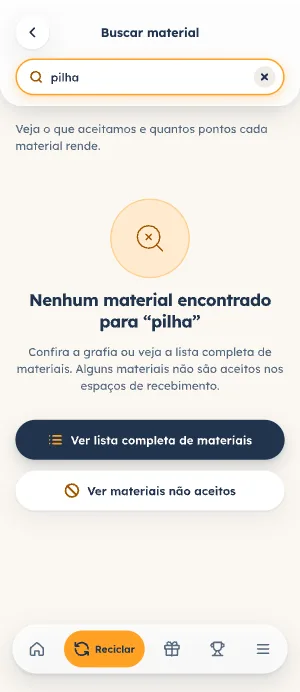 Buscar material
pilha
Veja o que aceitamos e quantos pontos cada
material rende.
Nenhum material encontrado
para “pilha”
Confira a grafia ou veja a lista completa de
materiais. Alguns materiais não são aceitos nos
espaços de recebimento.
Ver lista completa de materiais
Ver materiais não aceitos
Reciclar